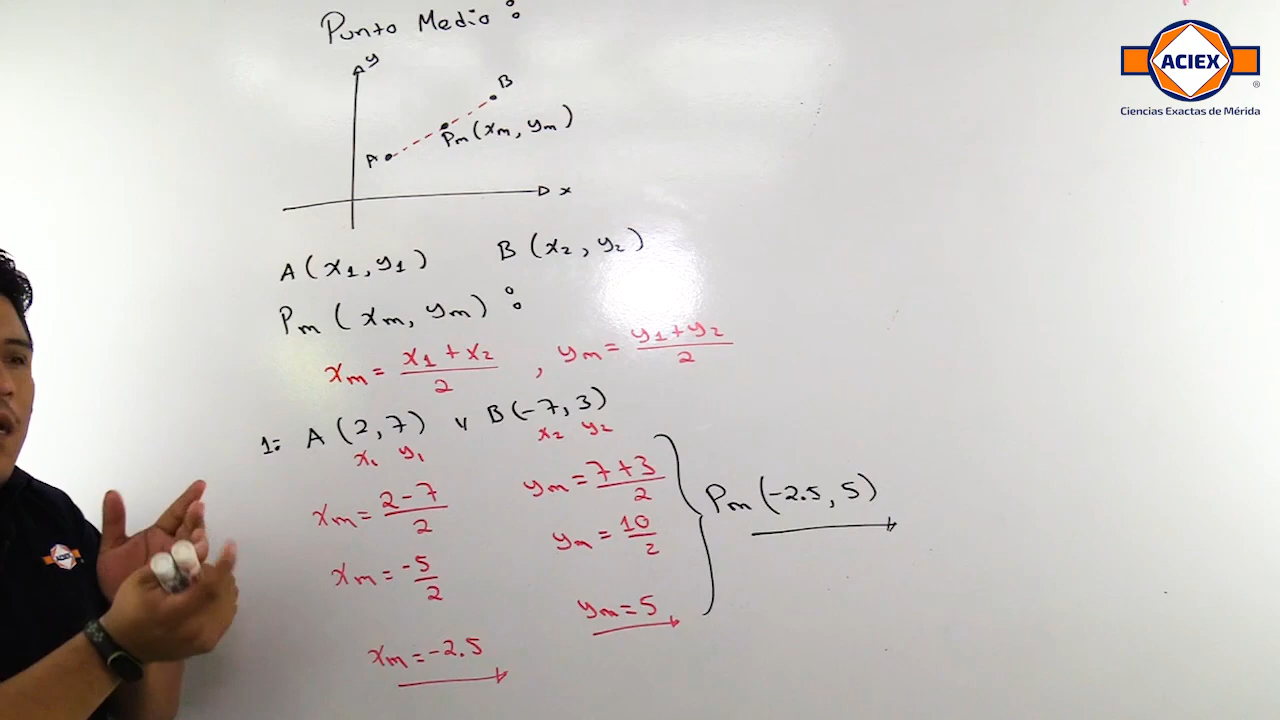 Punto Medio:
y
B
Pm(xm, ym)
A
x
A(x1, y1) B(x2, y2)
Pm(xm, ym):
xm = x1 + x2 / 2 , ym = y1 + y2 / 2
1: A(2, 7) y B(-7, 3)
x1 y1 x2 y2
xm = 2 - 7 / 2 ym = 7 + 3 / 2
xm = -5 / 2 ym = 10 / 2
xm = -2.5 ym = 5
Pm(-2.5, 5)
ACIEX
®
Ciencias Exactas de Mérida
ACIEX